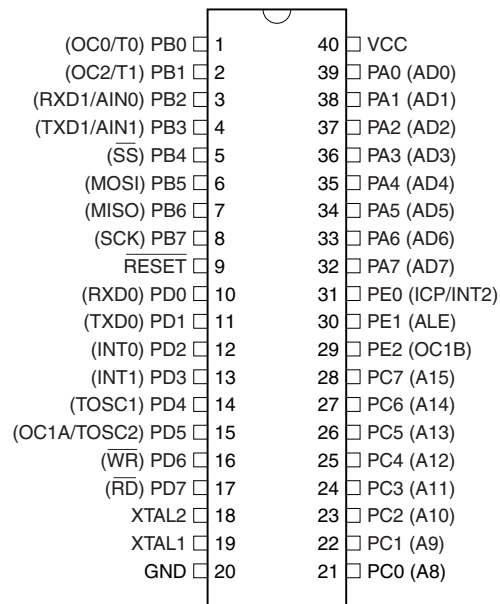 (OC0/T0) PB0 1 40 VCC
(OC2/T1) PB1 2 39 PA0 (AD0)
(RXD1/AIN0) PB2 3 38 PA1 (AD1)
(TXD1/AIN1) PB3 4 37 PA2 (AD2)
(S̅S̅) PB4 5 36 PA3 (AD3)
(MOSI) PB5 6 35 PA4 (AD4)
(MISO) PB6 7 34 PA5 (AD5)
(SCK) PB7 8 33 PA6 (AD6)
R̅E̅S̅E̅T̅ 9 32 PA7 (AD7)
(RXD0) PD0 10 31 PE0 (ICP/INT2)
(TXD0) PD1 11 30 PE1 (ALE)
(INT0) PD2 12 29 PE2 (OC1B)
(INT1) PD3 13 28 PC7 (A15)
(TOSC1) PD4 14 27 PC6 (A14)
(OC1A/TOSC2) PD5 15 26 PC5 (A13)
(W̅R̅) PD6 16 25 PC4 (A12)
(R̅D̅) PD7 17 24 PC3 (A11)
XTAL2 18 23 PC2 (A10)
XTAL1 19 22 PC1 (A9)
GND 20 21 PC0 (A8)